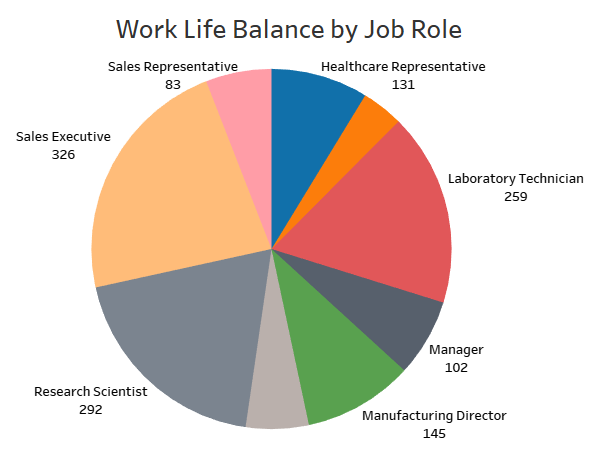 Work Life Balance by Job Role
Sales Representative
83
Healthcare Representative
131
Sales Executive
326
Laboratory Technician
259
Manager
102
Research Scientist
292
Manufacturing Director
145